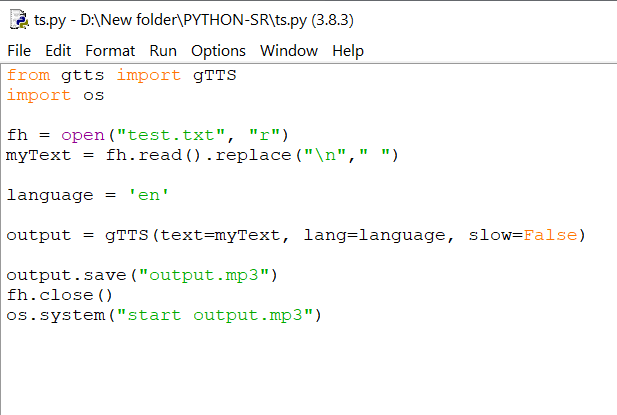 ts.py - D:\New folder\PYTHON-SR\ts.py (3.8.3)
File Edit Format Run Options Window Help
from gtts import gTTS
import os
fh = open("test.txt", "r")
myText = fh.read().replace("\n"," ")
language = 'en'
output = gTTS(text=myText, lang=language, slow=False)
output.save("output.mp3")
fh.close()
os.system("start output.mp3")